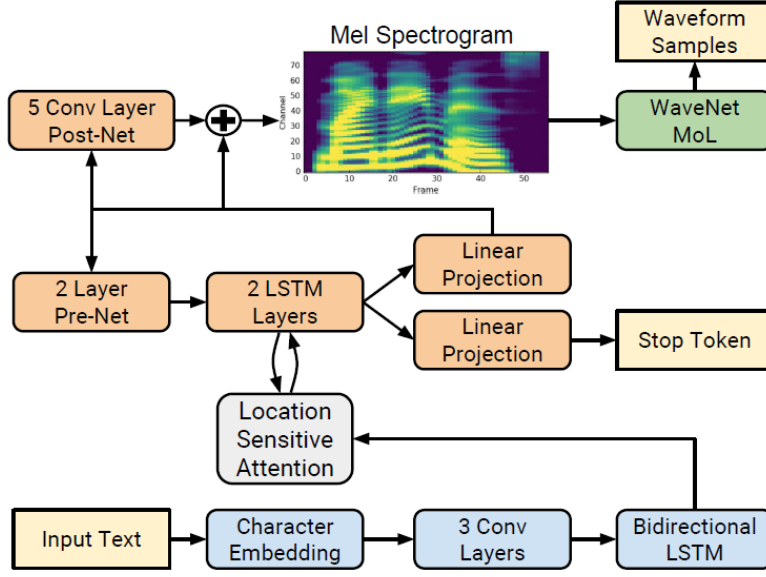 Mel Spectrogram
Waveform
Samples
5 Conv Layer
Post-Net
WaveNet
MoL
Channel
70
60
50
40
30
20
10
0
0 10 20 30 40 50
Frame
2 Layer
Pre-Net
2 LSTM
Layers
Linear
Projection
Linear
Projection
Stop Token
Location
Sensitive
Attention
Input Text
Character
Embedding
3 Conv
Layers
Bidirectional
LSTM